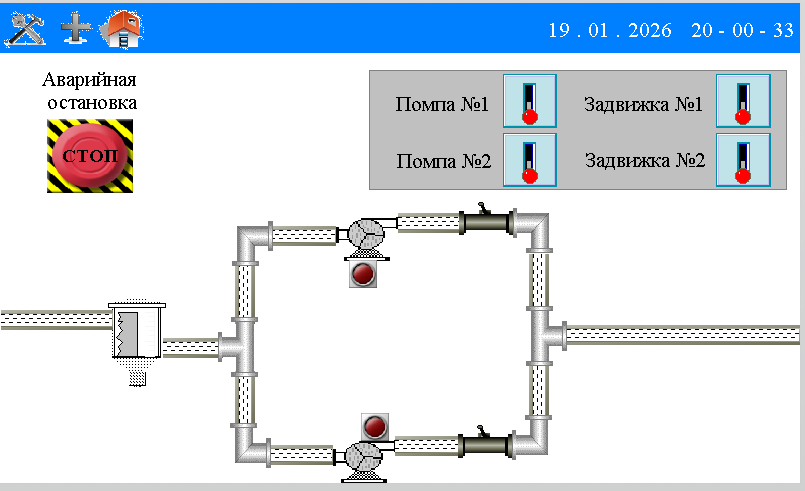 19 . 01 . 2026 20 - 00 - 33
Аварийная
остановка
СТОП
Помпа №1
Задвижка №1
Помпа №2
Задвижка №2